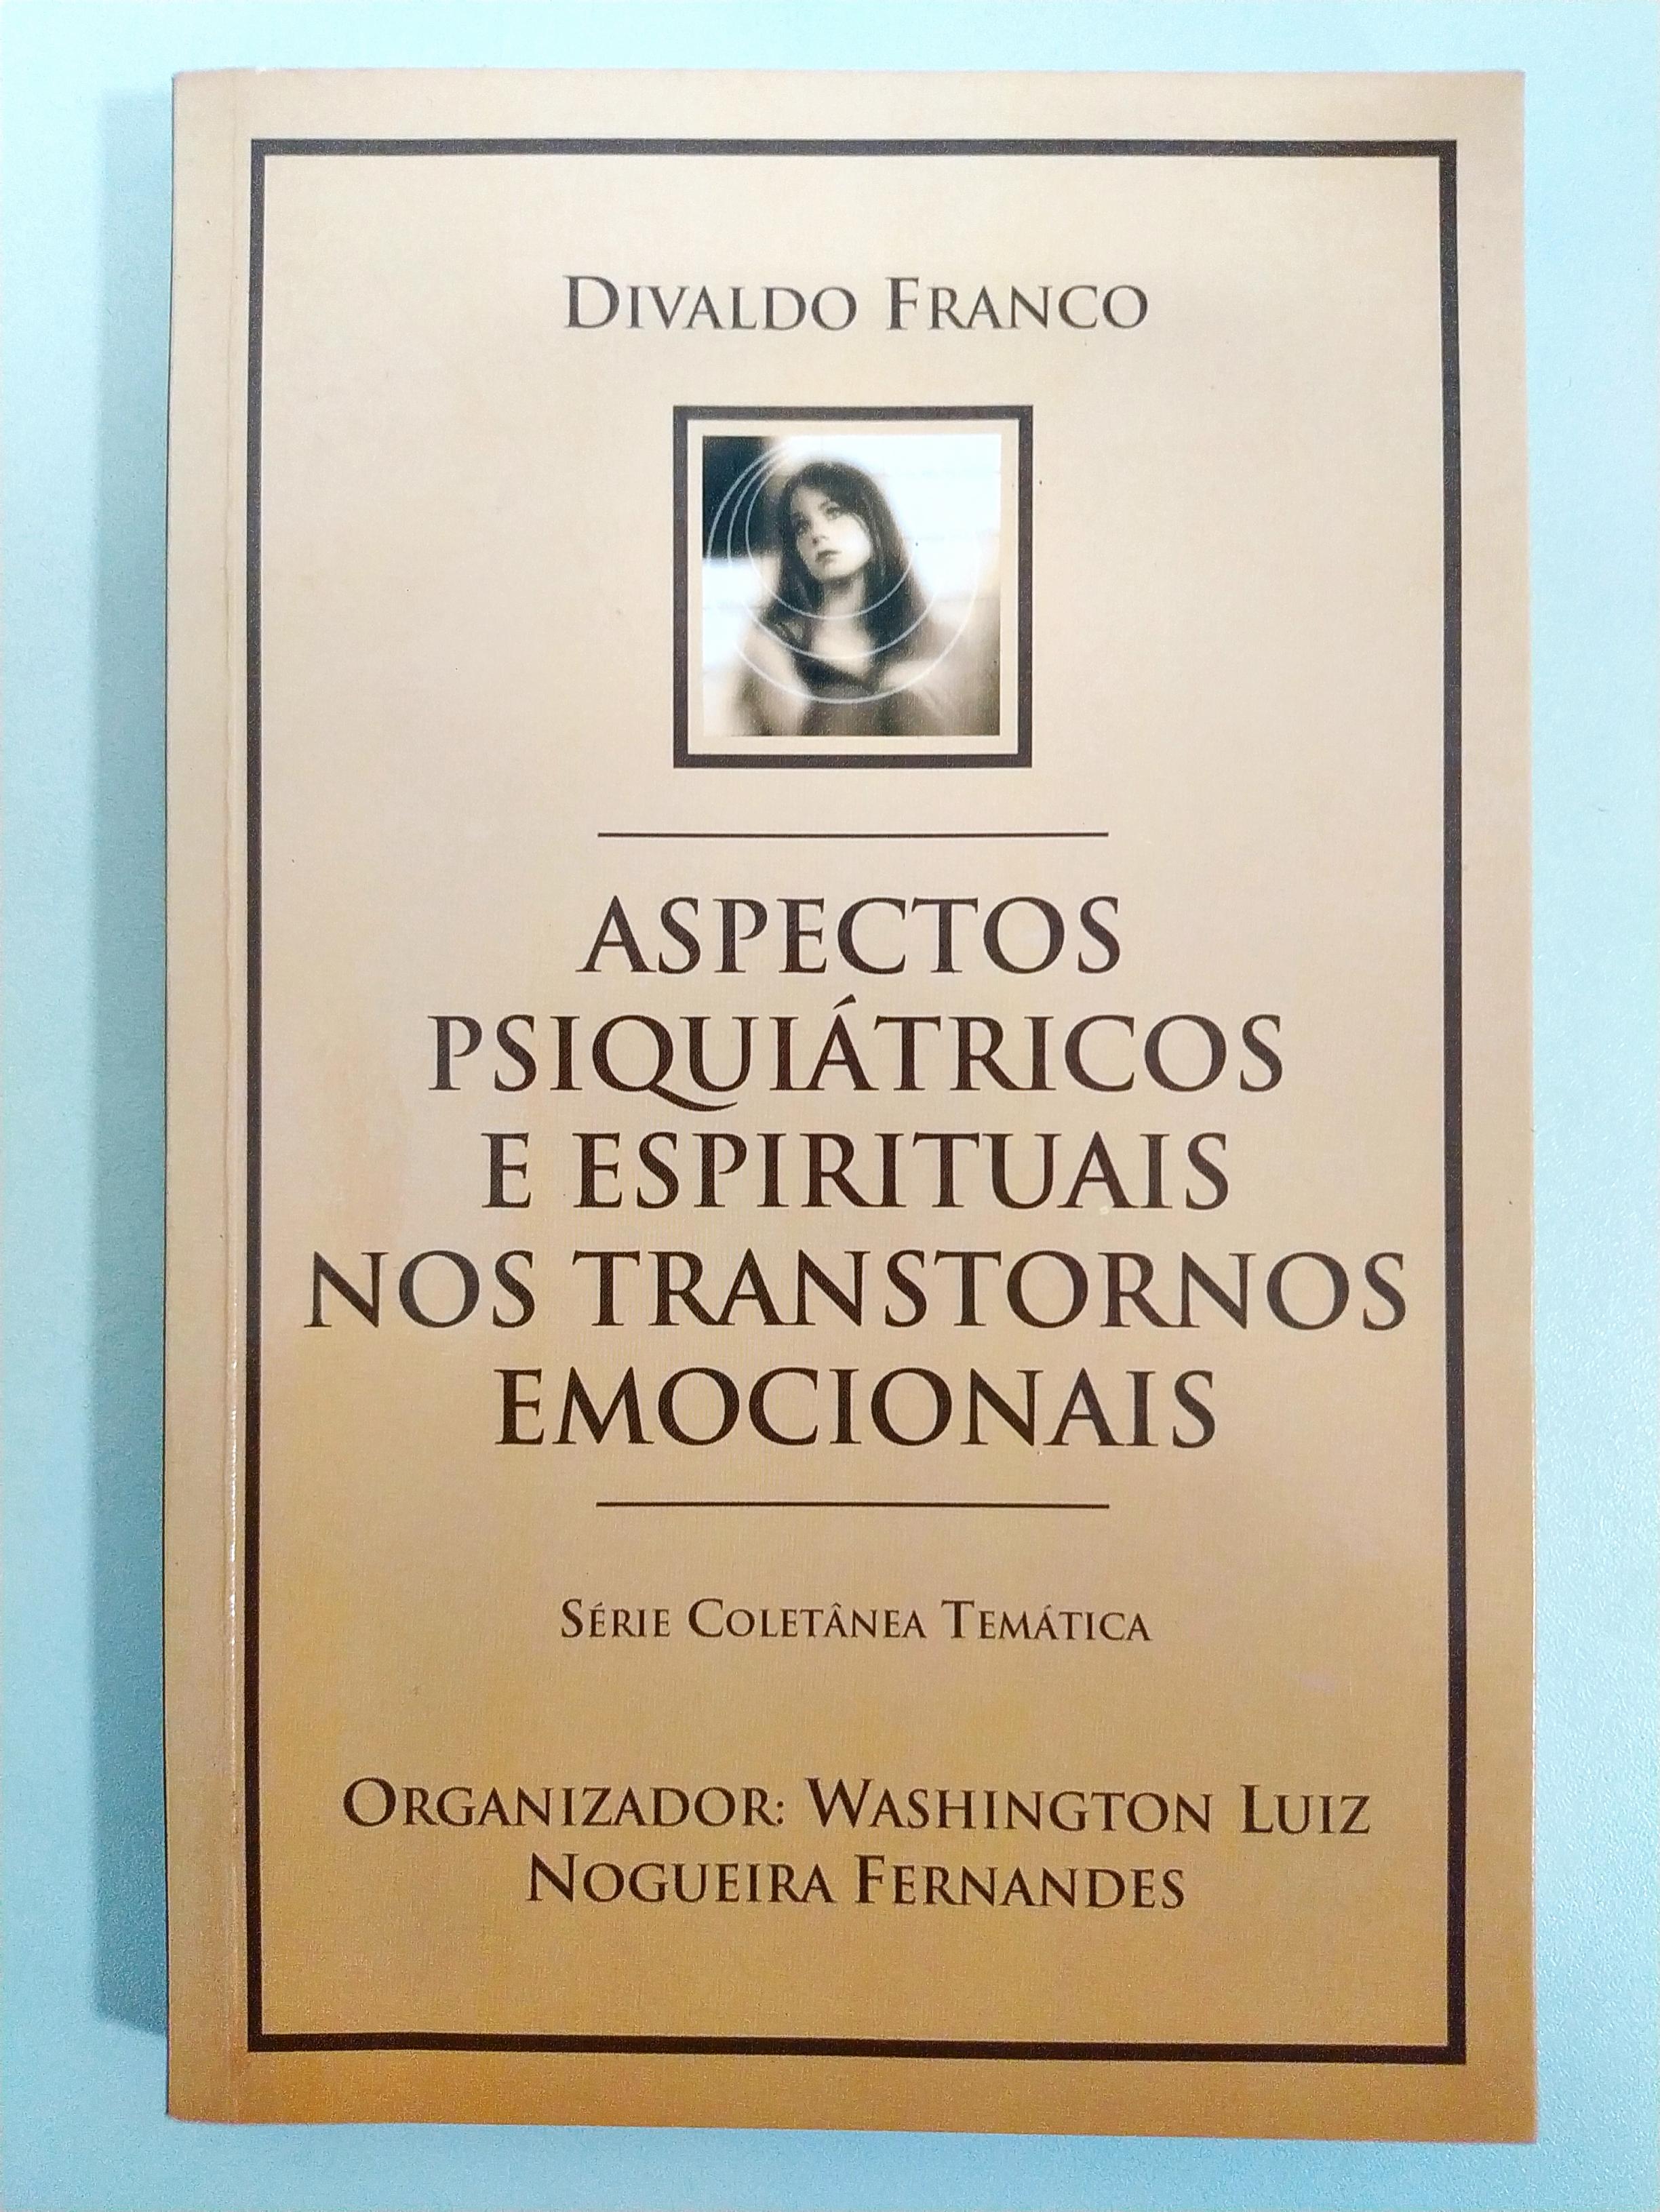 DIVALDO FRANCO
ASPECTOS
PSIQUIÁTRICOS
E ESPIRITUAIS
NOS TRANSTORNOS
EMOCIONAIS
SÉRIE COLETÂNEA TEMÁTICA
ORGANIZADOR: WASHINGTON LUIZ
NOGUEIRA FERNANDES